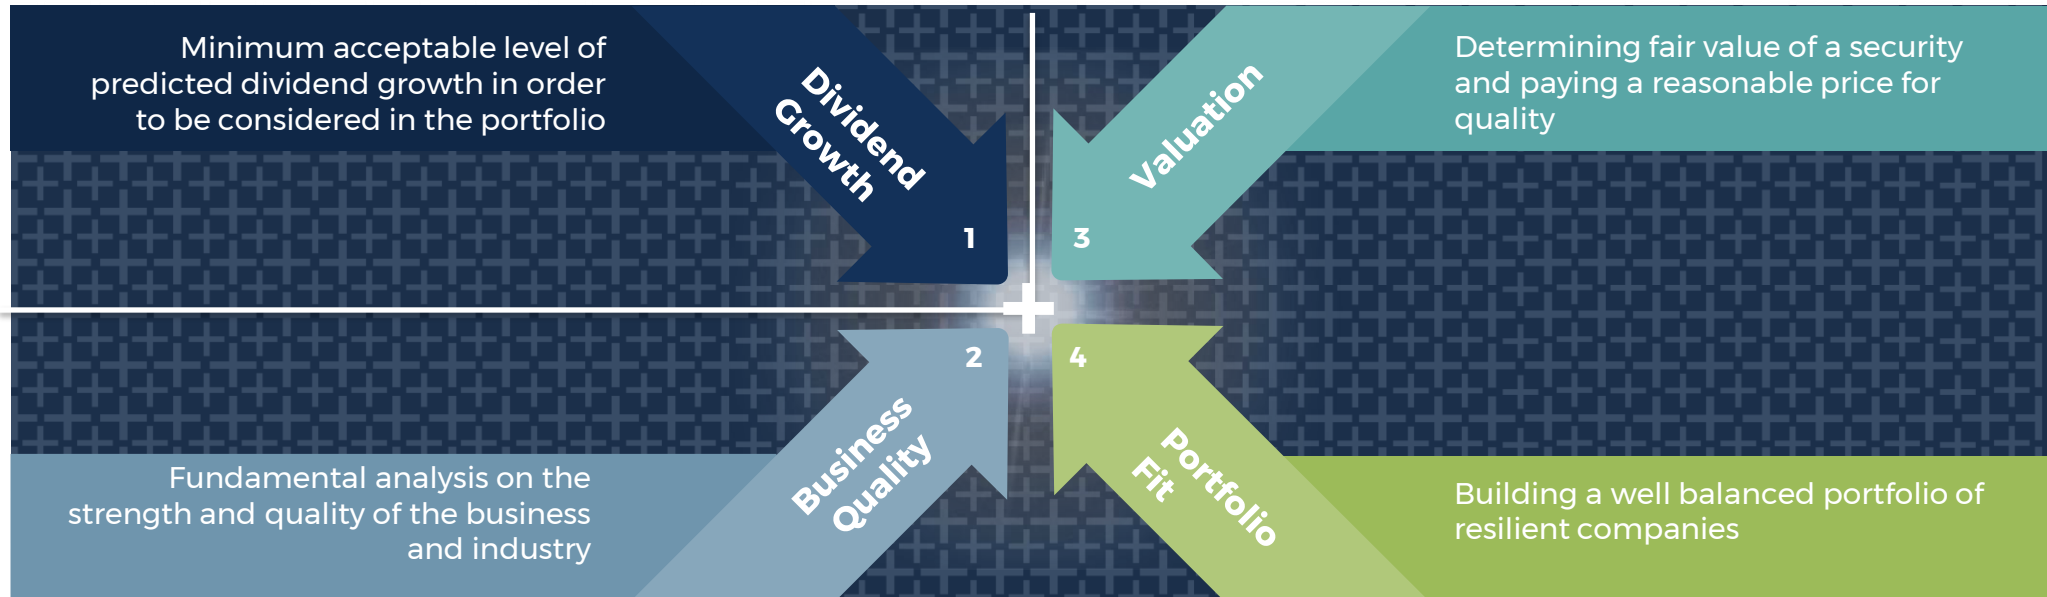 Minimum acceptable level of
predicted dividend growth in order
to be considered in the portfolio
Dividend
Growth
1
Fundamental analysis on the
strength and quality of the business
and industry
Business
Quality
2
Determining fair value of a security
and paying a reasonable price for
quality
Valuation
3
Building a well balanced portfolio of
resilient companies
Portfolio
Fit
4